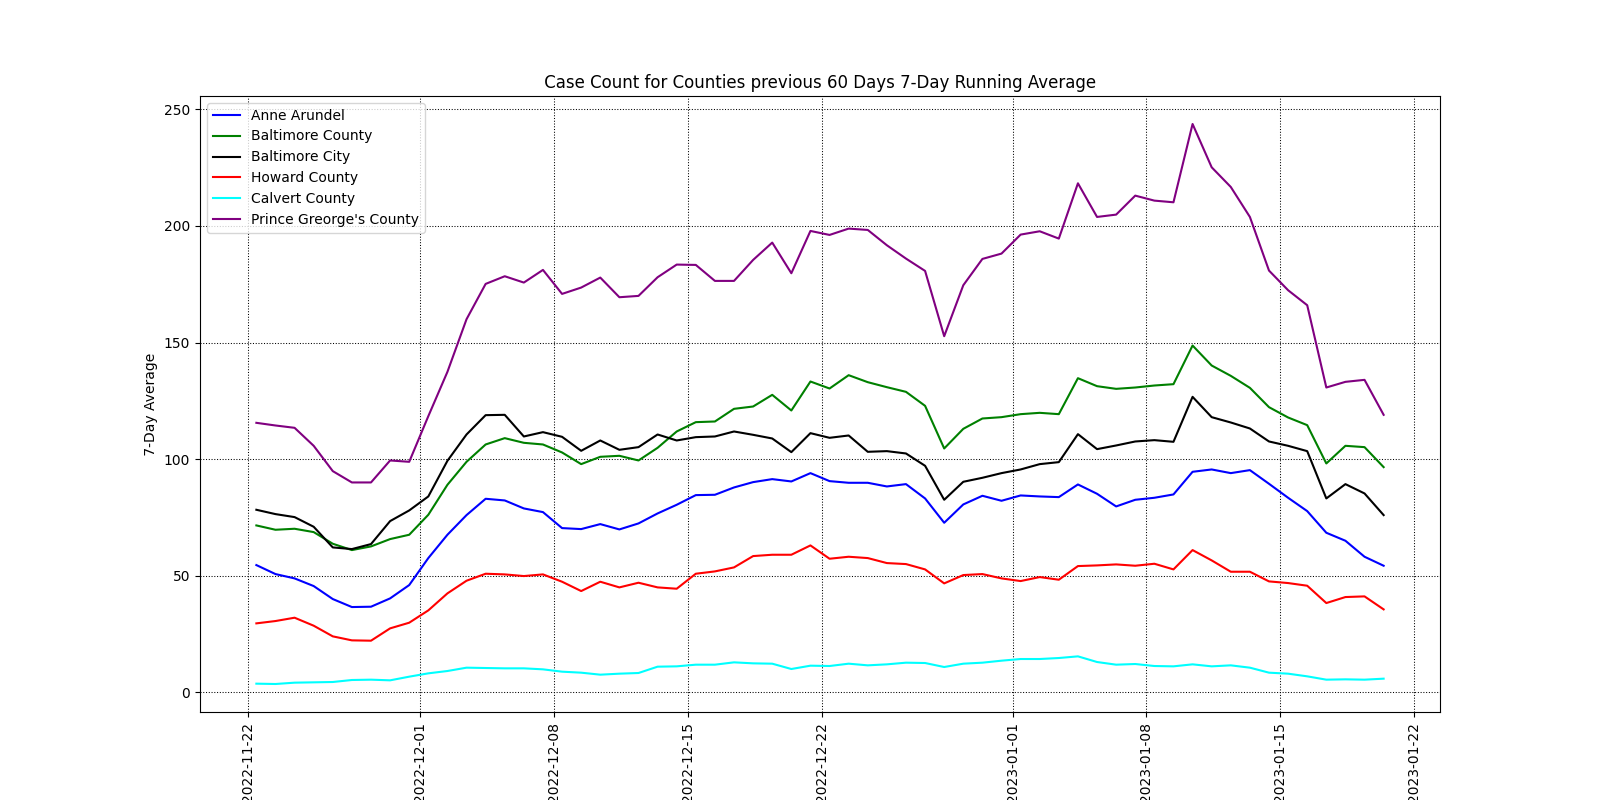 Case Count for Counties previous 60 Days 7-Day Running Average
250
200
150
100
50
0
7-Day Average
Anne Arundel
Baltimore County
Baltimore City
Howard County
Calvert County
Prince Greorge's County
2022-11-22
2022-12-01
2022-12-08
2022-12-15
2022-12-22
2023-01-01
2023-01-08
2023-01-15
2023-01-22